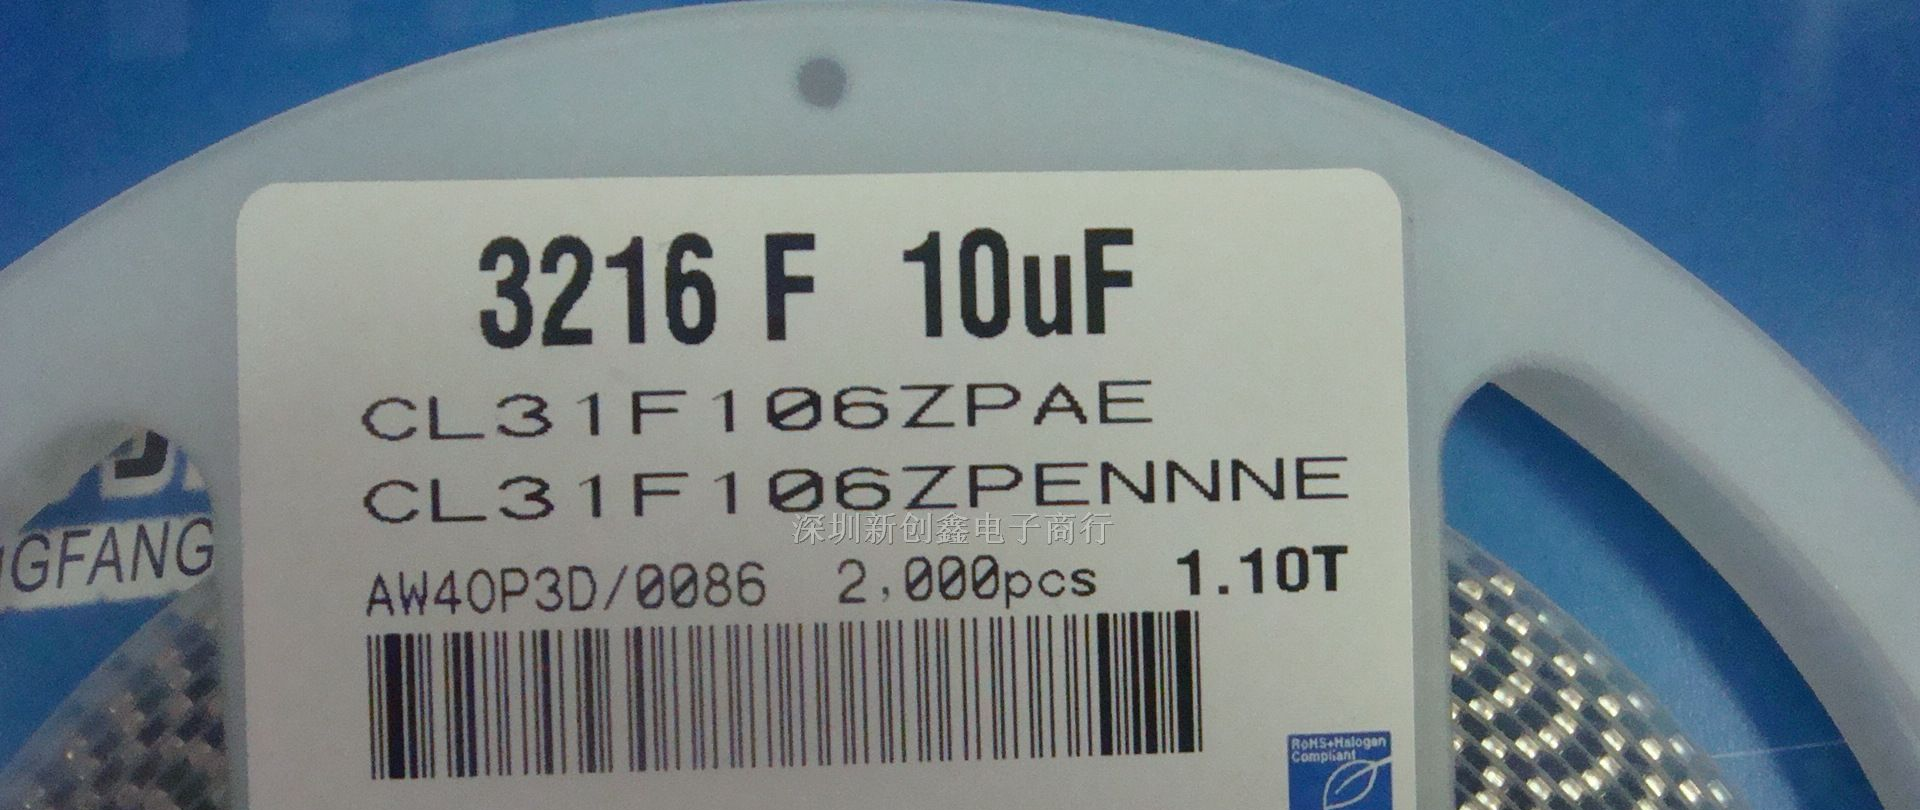 3216 F 10uF
CL31F106ZPAE
CL31F106ZPENNNE
深圳新创鑫电子商行
AW40P3D/0086 2,000pcs 1.10T
GFANG
RoHS+Halogen
Compliant